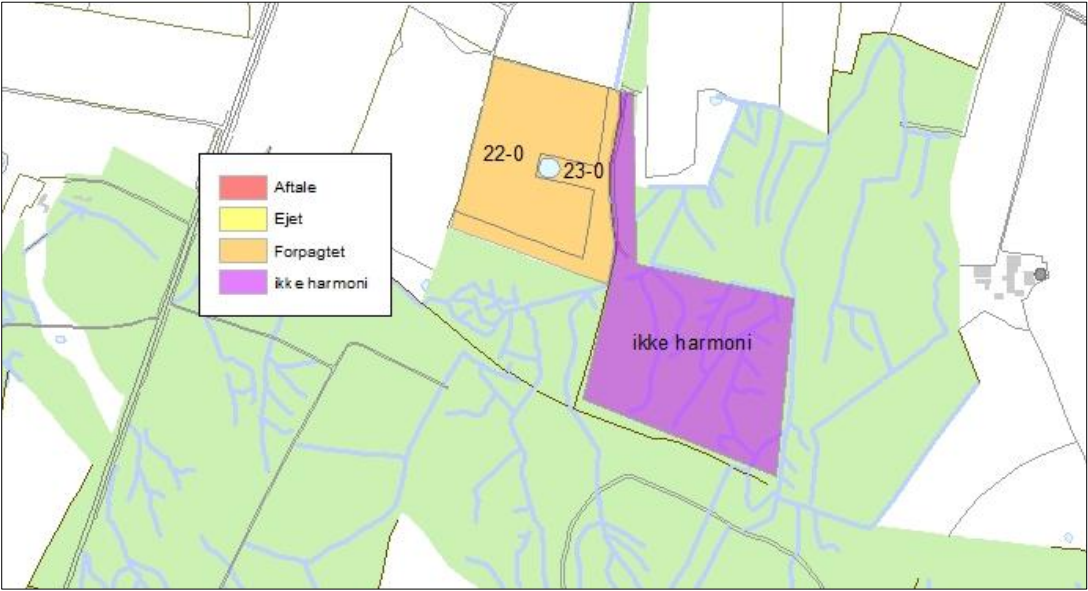 22-0
23-0
Aftale
Ejet
Forpagtet
ikke harmoni
ikke harmoni